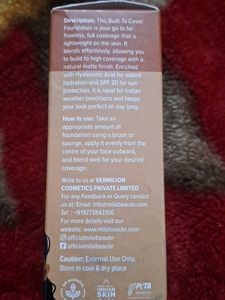 Description: This Built To Cover
Foundation is your go to for
flawless, full coverage that is
lightweight on the skin. It
blends effortlessly, allowing you
to build to high coverage with a
natural matte finish. Enriched
with Hyaluronic Acid for added
hydration and SPF 20 for sun
protection, it is ideal for Indian
weather conditions and keeps
your look perfect all day long.
How to use: Take an
appropriate amount of
foundation using a brush or
sponge, apply it evenly from the
centre of your face outward,
and blend well for your desired
coverage.
Write to us at VERMILION
COSMETICS PRIVATE LIMITED
For any Feedback or Query contact
us at: Email: info@milabeaute.com
Tel. : +919773843100
For more details visit our
website: www.milabeaute.com
officialmilabeaute
officialmilabeaute
Caution: External Use Only,
Store in cool & dry place
INDIAN
SKIN
PETA